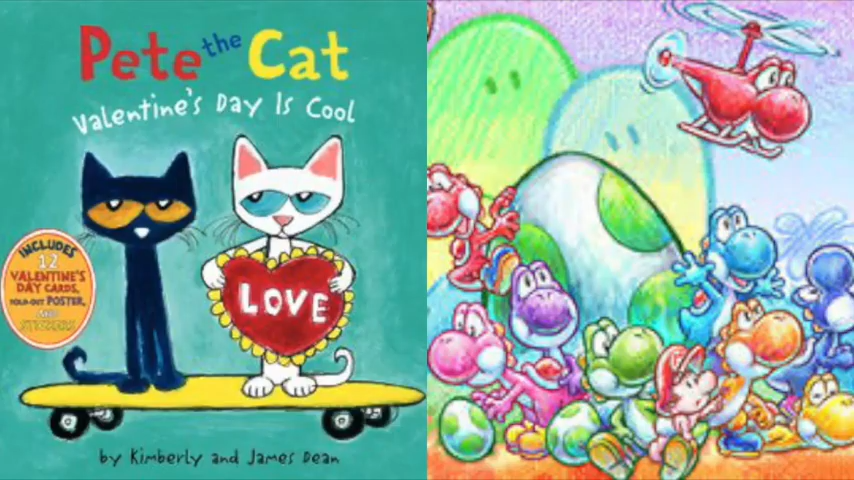 Pete the Cat
Valentine's Day Is Cool
INCLUDES
12
VALENTINE'S
DAY CARDS,
FOLD-OUT POSTER,
AND
STICKERS
LOVE
by Kimberly and James Dean